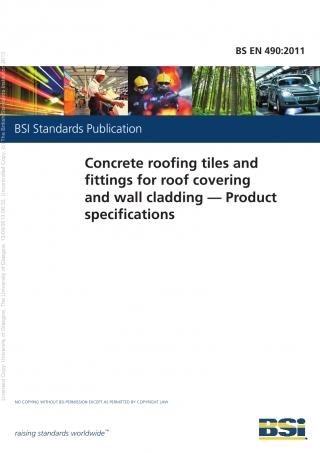 BS EN 490:2011
BSI Standards Publication
Concrete roofing tiles and
fittings for roof covering
and wall cladding — Product
specifications
NO COPYING WITHOUT BSI PERMISSION EXCEPT AS PERMITTED BY COPYRIGHT LAW
raising standards worldwide™
BSi